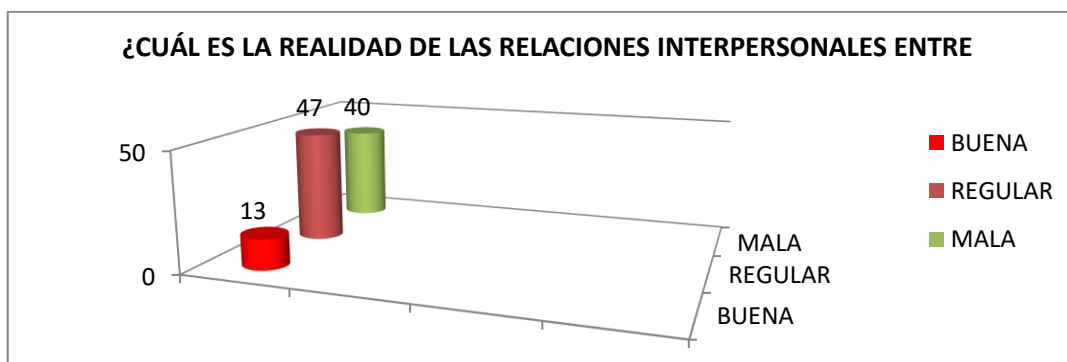 ¿CUÁL ES LA REALIDAD DE LAS RELACIONES INTERPERSONALES ENTRE
47
40
50
13
0
MALA
REGULAR
BUENA
BUENA
REGULAR
MALA